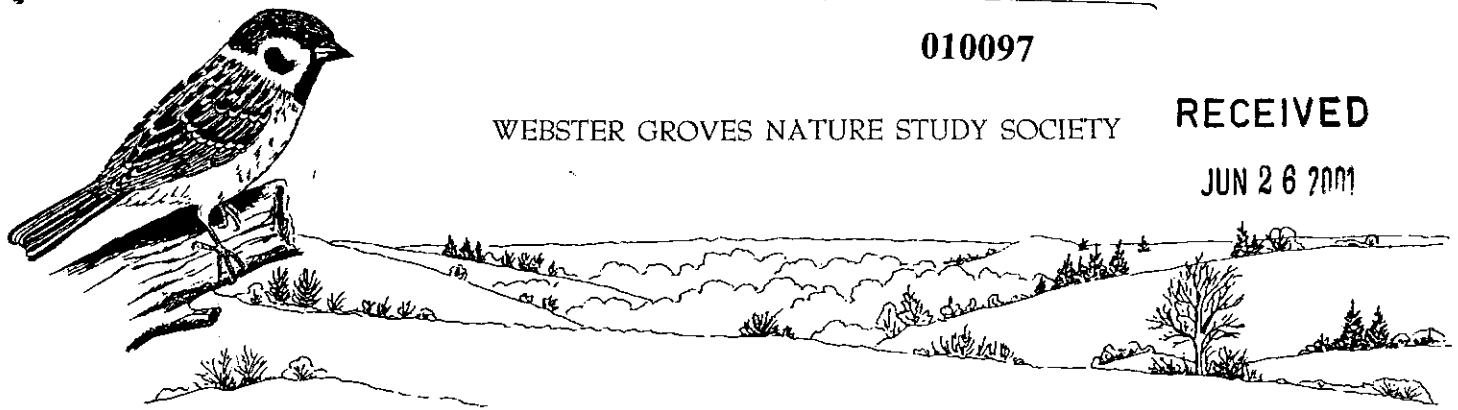 010097
WEBSTER GROVES NATURE STUDY SOCIETY
RECEIVED
JUN 26 2001